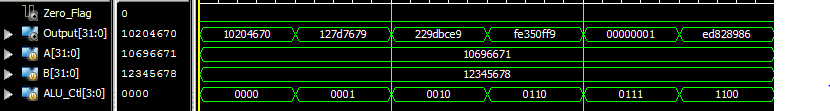 Zero_Flag 0
Output[31:0] 10204670 10204670 127d7679 229dbce9 fe350ff9 00000001 ed828986
A[31:0] 10696671 10696671
B[31:0] 12345678 12345678
ALU_Ctl[3:0] 0000 0000 0001 0010 0110 0111 1100